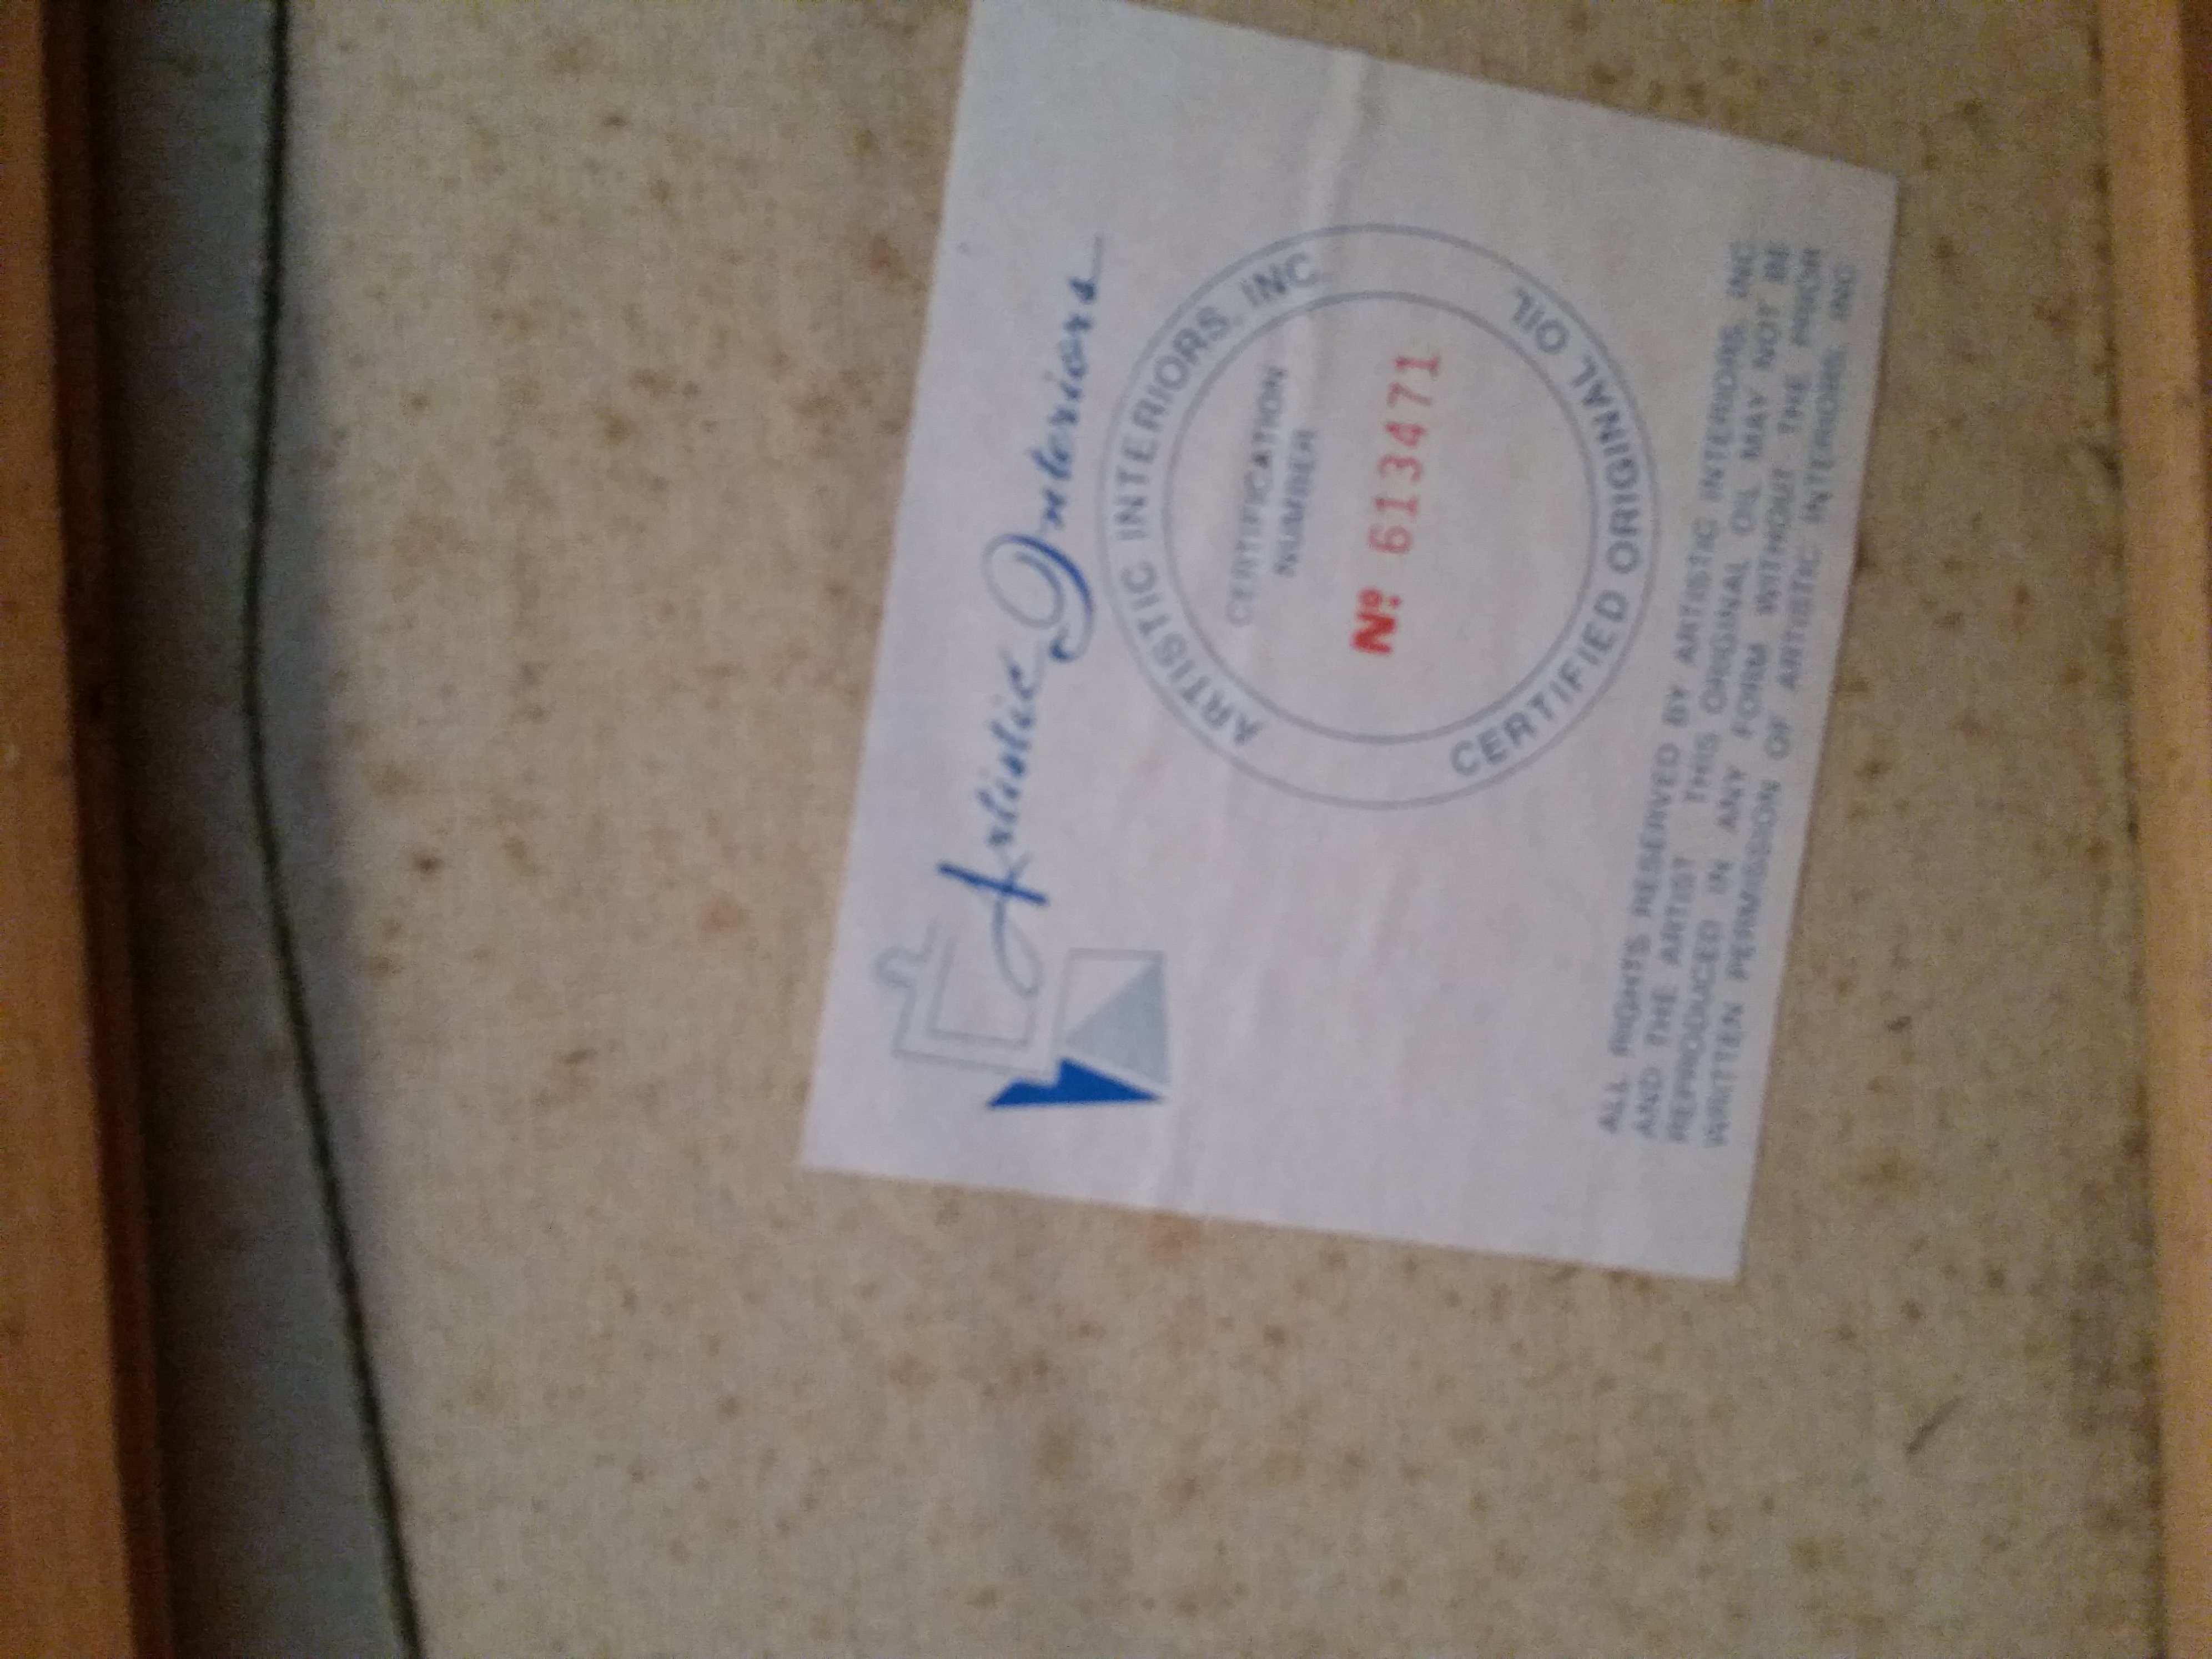 Artistic Interiors
ARTISTIC INTERIORS, INC.
CERTIFICATION
NUMBER
Nº 613471
CERTIFIED ORIGINAL OIL
ALL RIGHTS RESERVED BY ARTISTIC INTERIORS, INC
AND THE ARTIST THIS ORIGINAL OIL MAY NOT BE
REPRODUCED IN ANY FORM WITHOUT THE PRIOR
WRITTEN PERMISSION OF ARTISTIC INTERIORS, INC